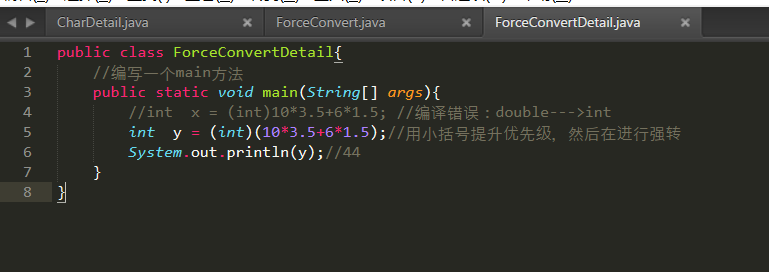 CharDetail.java × ForceConvert.java × ForceConvertDetail.java ×
1 public class ForceConvertDetail{
2 //编写一个main方法
3 public static void main(String[] args){
4 //int x = (int)10*3.5+6*1.5; //编译错误：double--->int
5 int y = (int)(10*3.5+6*1.5);//用小括号提升优先级，然后在进行强转
6 System.out.println(y);//44
7 }
8 }